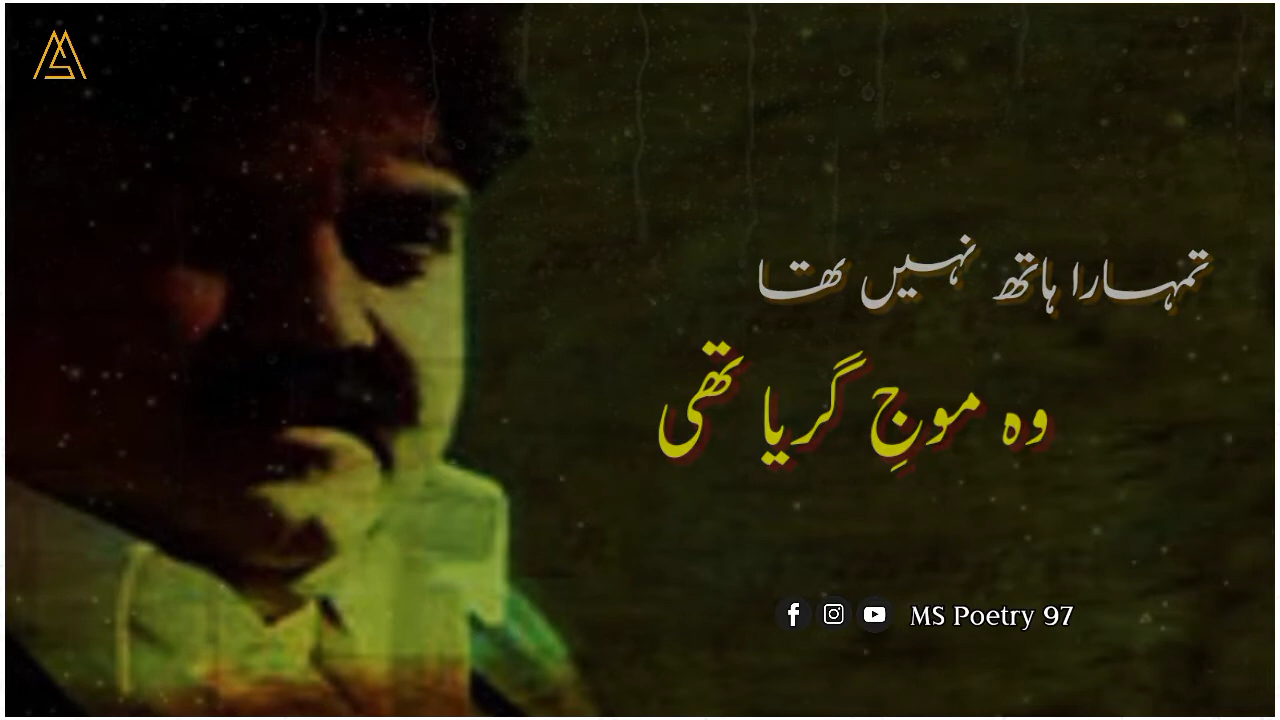 تمہارا ہاتھ نہیں تھا
وہ موجِ گریا تھی
MS Poetry 97